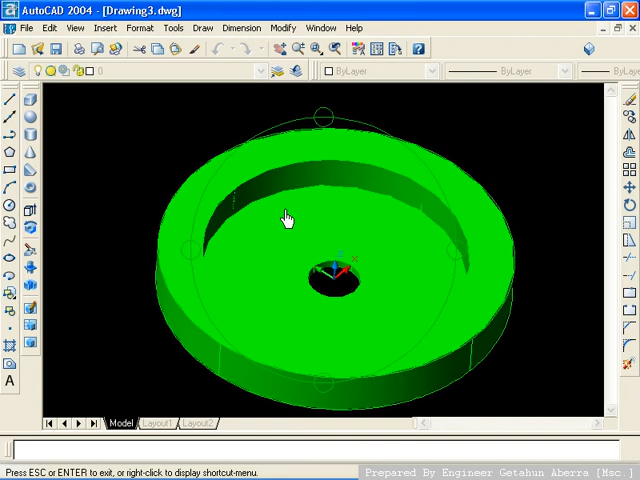 AutoCAD 2004 - [Drawing3.dwg]
File Edit View Insert Format Tools Draw Dimension Modify Window Help
0 ByLayer ByLayer ByLayer
X
Model Layout1 Layout2
Press ESC or ENTER to exit, or right-click to display shortcut-menu.
Prepared By Engineer Getahun Aberra [Msc.]